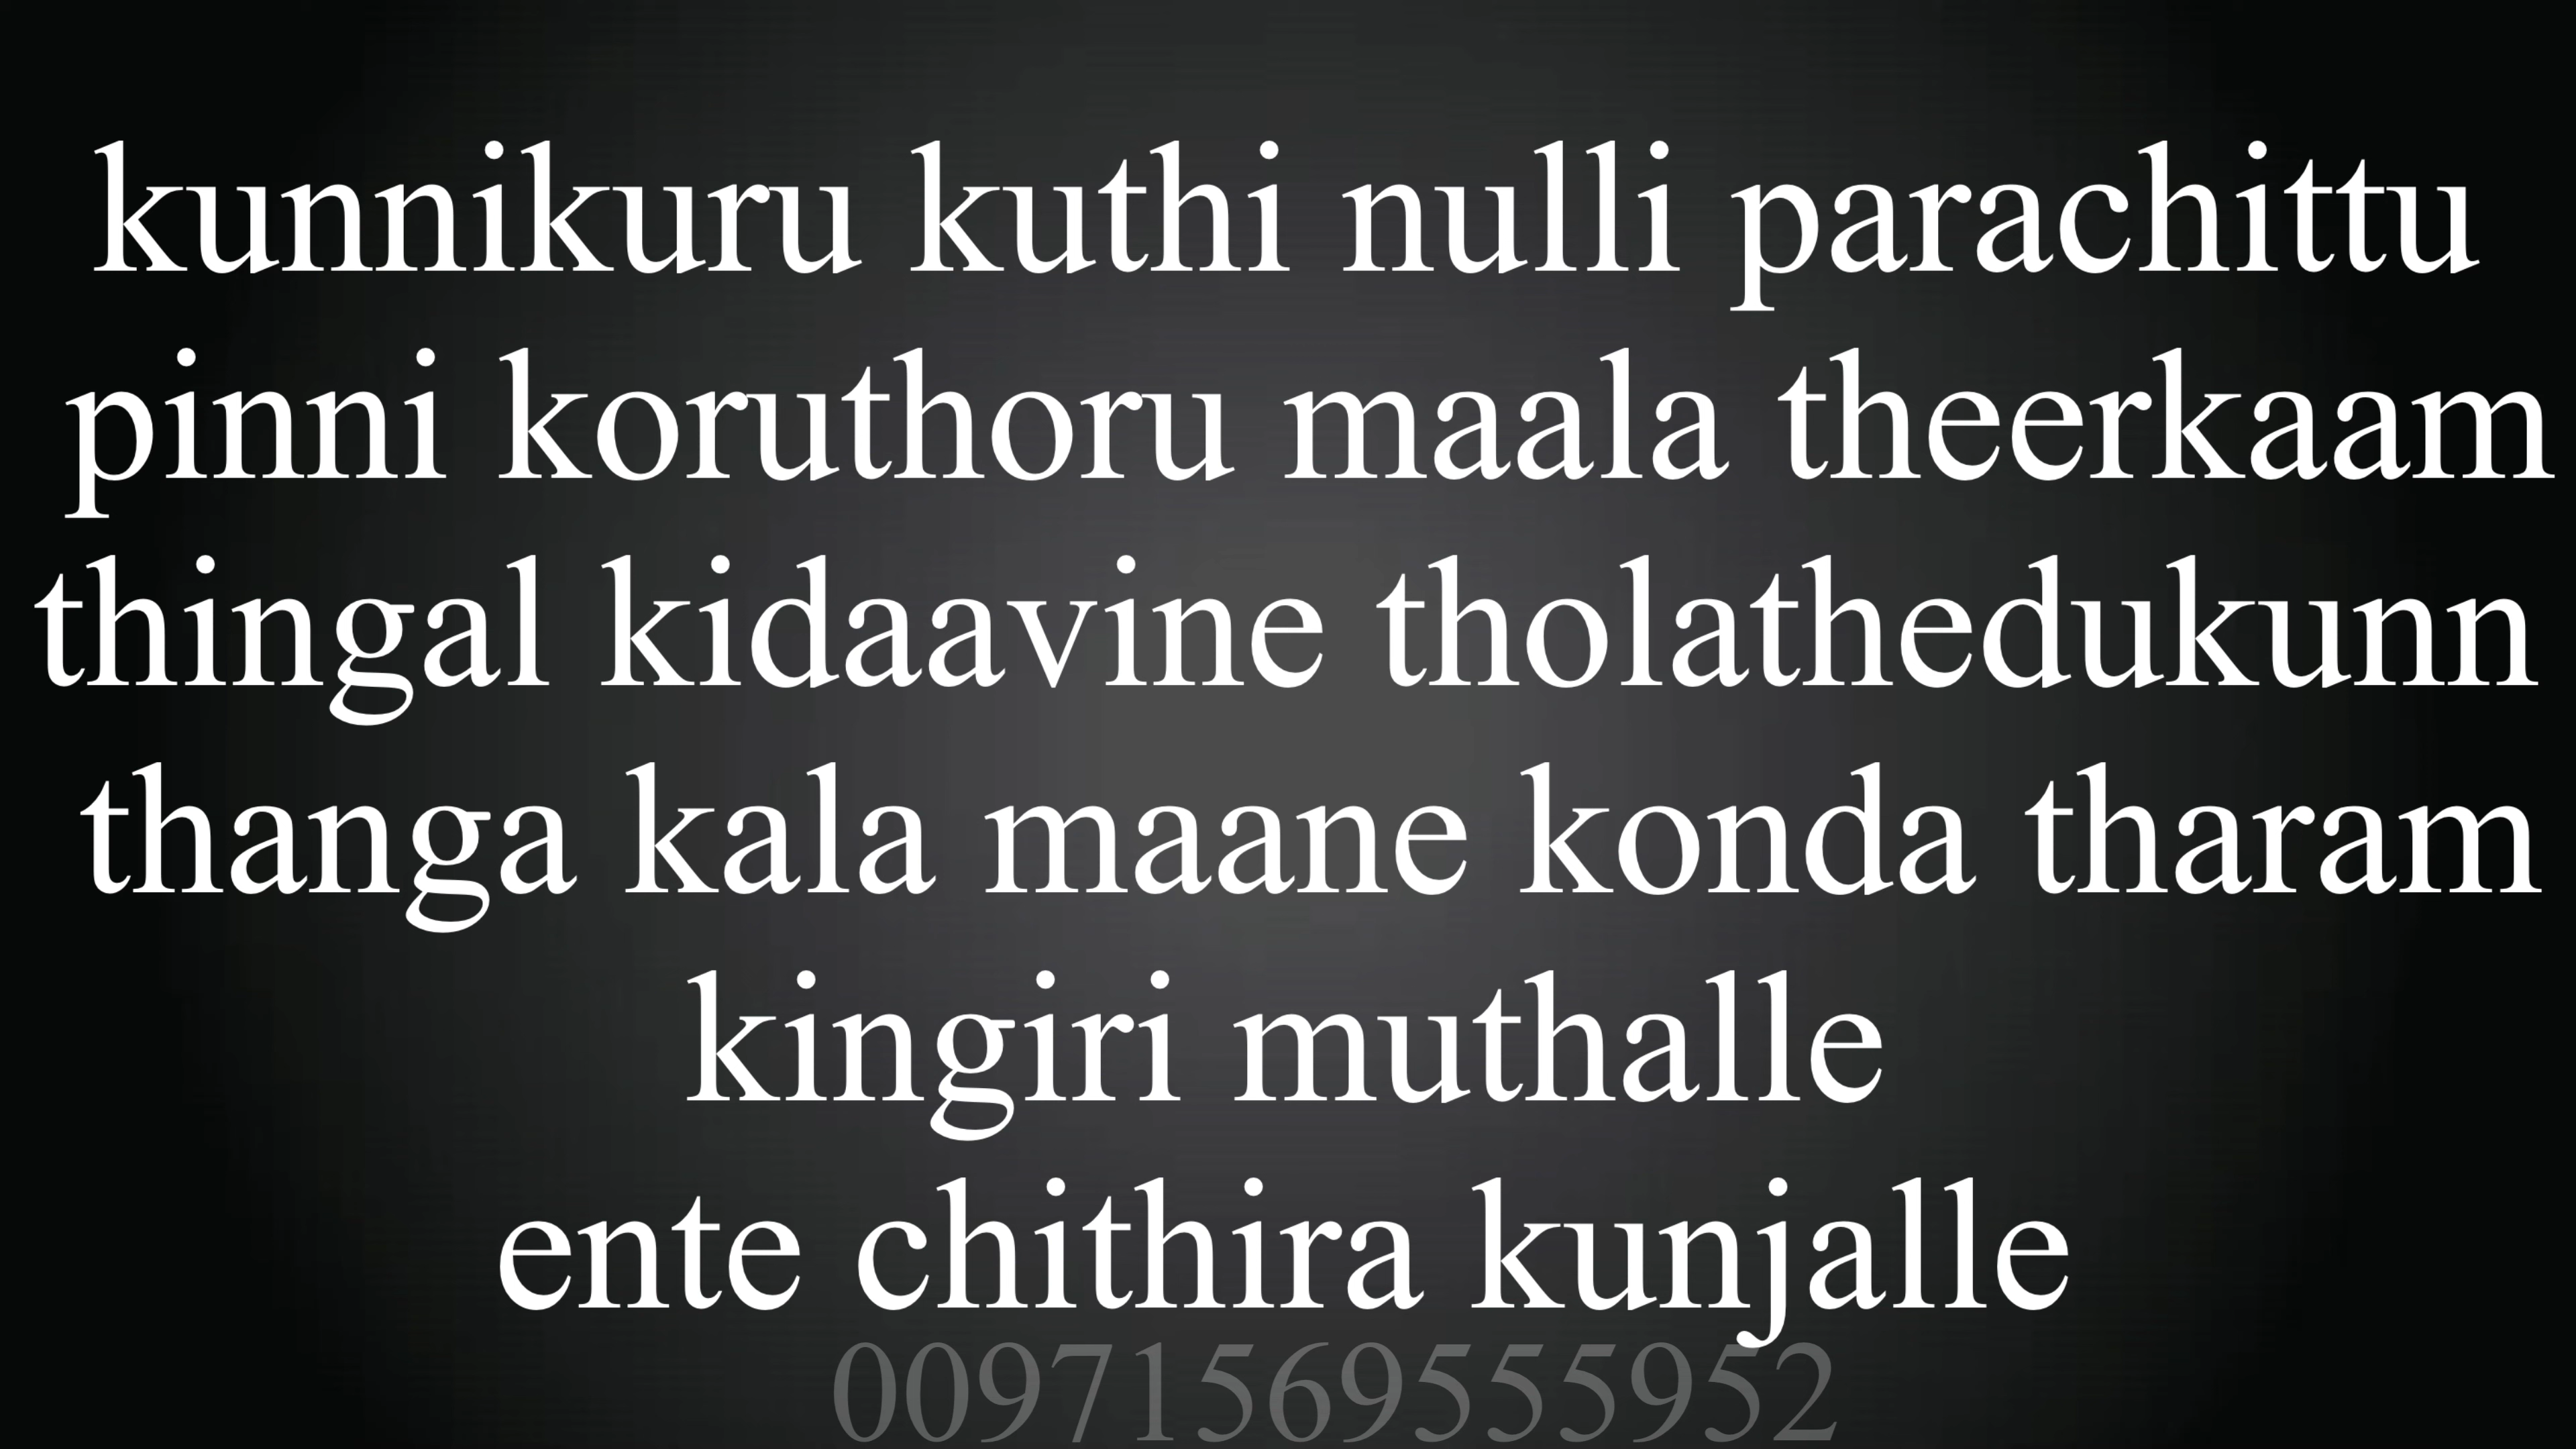 kunnikuru kuthi nulli parachittu
pinni koruthoru maala theerkaam
thingal kidaavine tholathedukunn
thanga kala maane konda tharam
kingiri muthalle
ente chithira kunjalle
00971569555952